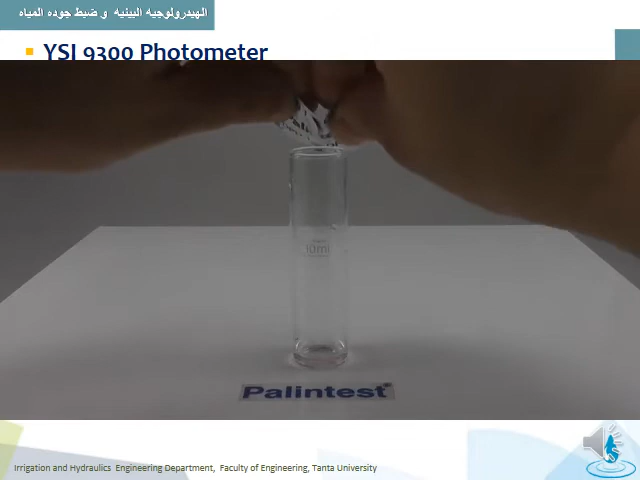 الهيدرولوجيه البيئيه و ضبط جوده المياه
YSI 9300 Photometer
10ml
Palintest®
Irrigation and Hydraulics Engineering Department, Faculty of Engineering, Tanta University